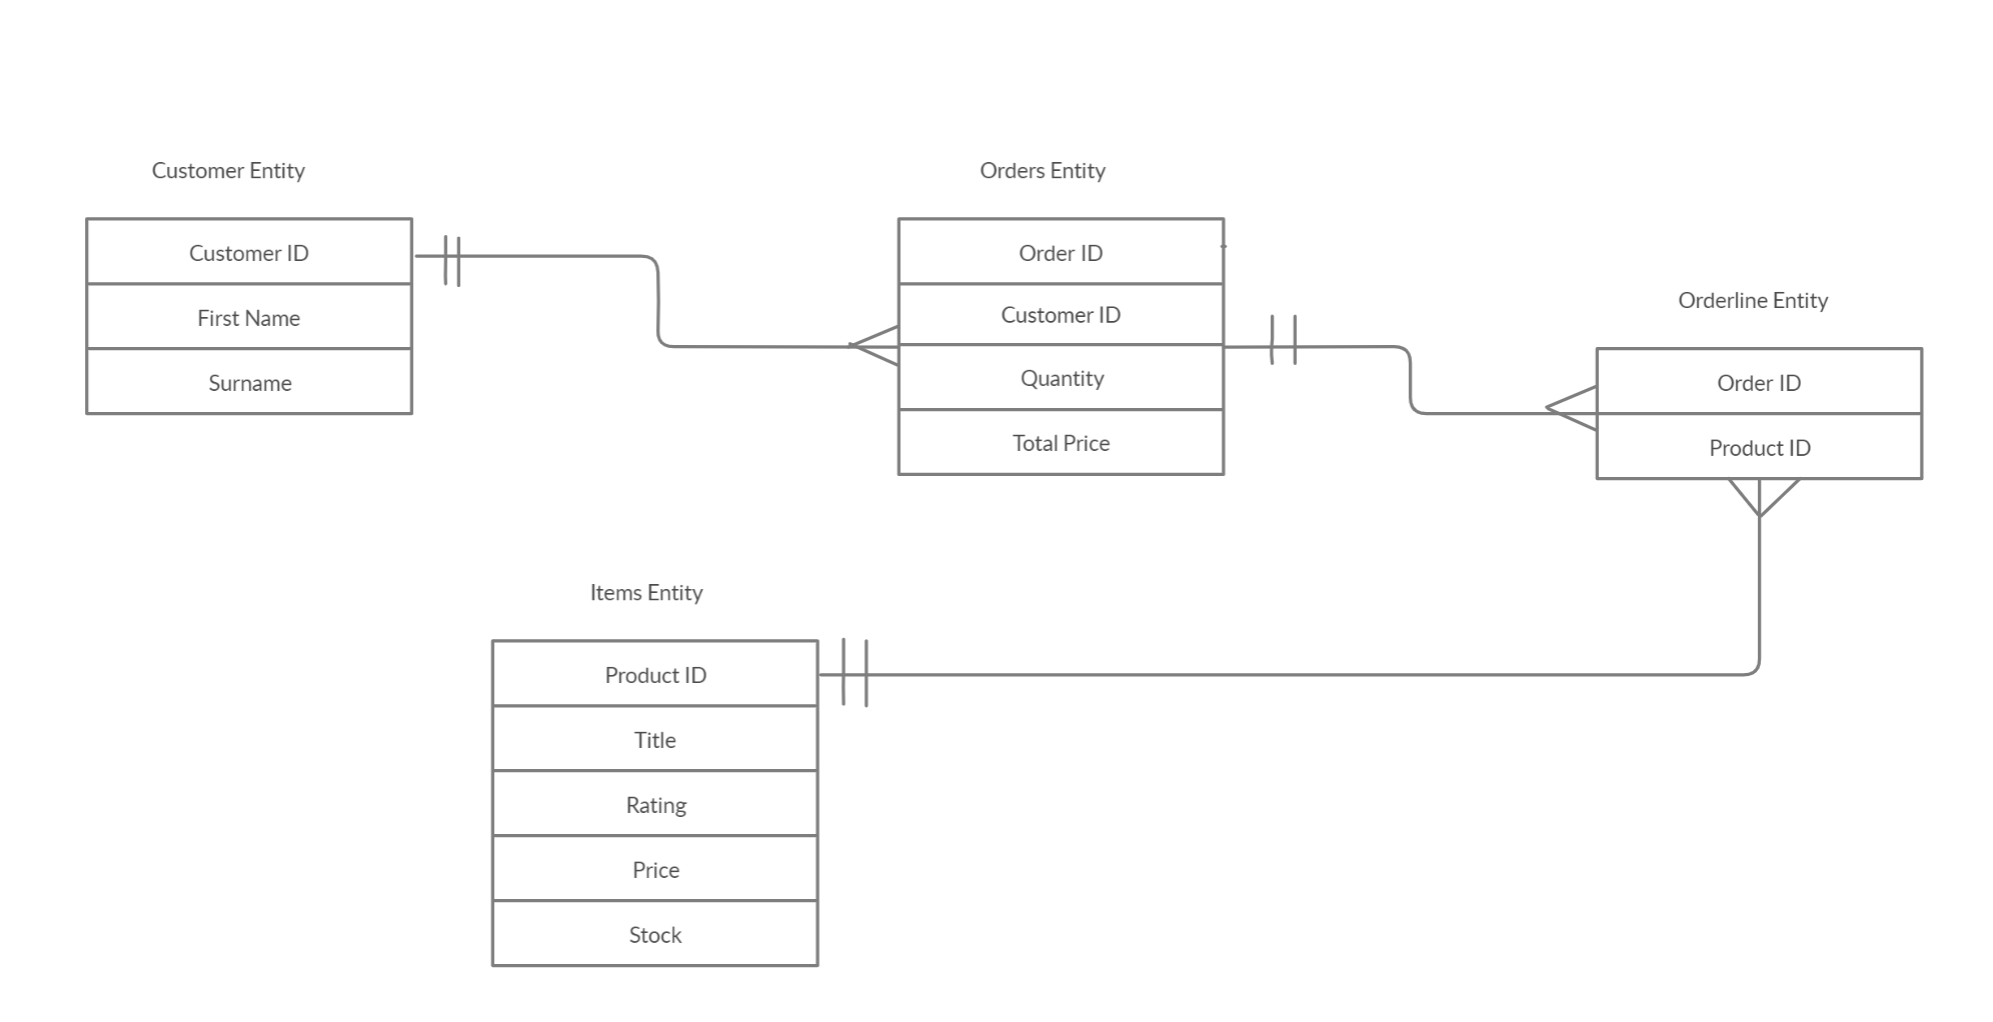 Customer Entity
Customer ID
First Name
Surname
Orders Entity
Order ID
Customer ID
Quantity
Total Price
Orderline Entity
Order ID
Product ID
Items Entity
Product ID
Title
Rating
Price
Stock